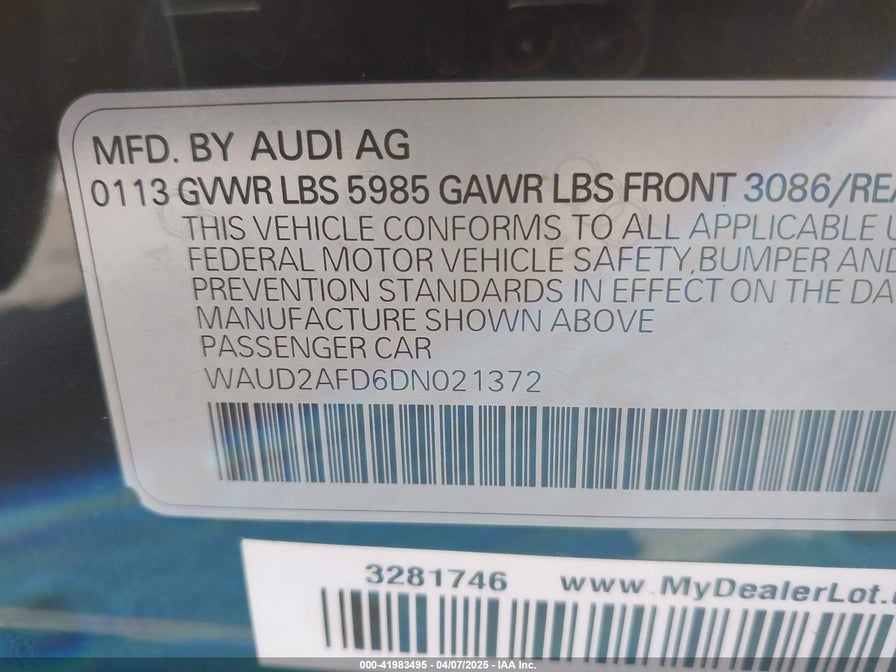 MFD. BY AUDI AG
0113 GVWR LBS 5985 GAWR LBS FRONT 3086/RE
THIS VEHICLE CONFORMS TO ALL APPLICABLE U
FEDERAL MOTOR VEHICLE SAFETY,BUMPER AND
PREVENTION STANDARDS IN EFFECT ON THE DA
MANUFACTURE SHOWN ABOVE
PASSENGER CAR
WAUD2AFD6DN021372
3281746 www.MyDealerLot.
000-41983495 - 04/07/2025 - IAA Inc.